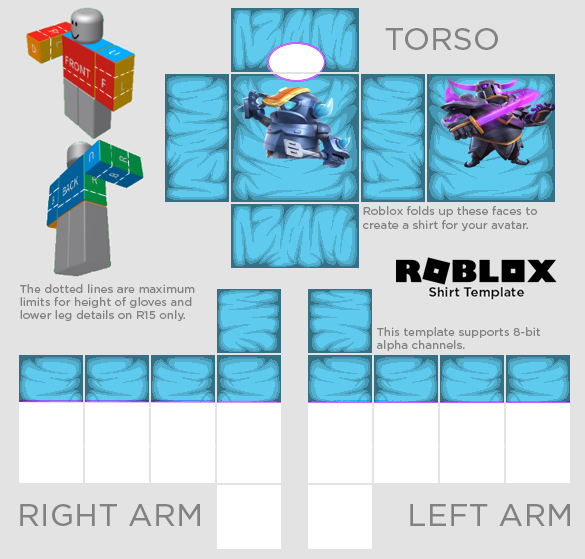 TORSO
FRONT
F
L
U
R
D
BACK
U
R
B
Roblox folds up these faces to
create a shirt for your avatar.
ROBLOX
Shirt Template
The dotted lines are maximum
limits for height of gloves and
lower leg details on R15 only.
This template supports 8-bit
alpha channels.
RIGHT ARM
LEFT ARM